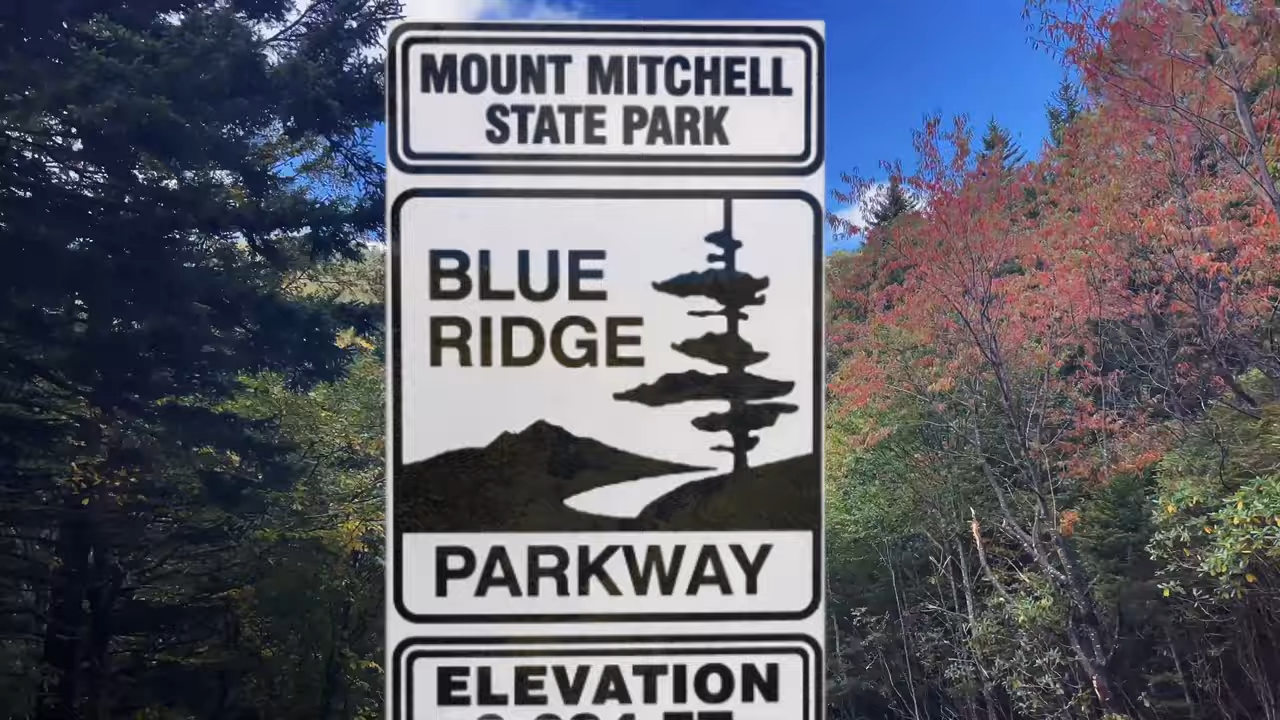 MOUNT MITCHELL
STATE PARK
BLUE
RIDGE
PARKWAY
ELEVATION